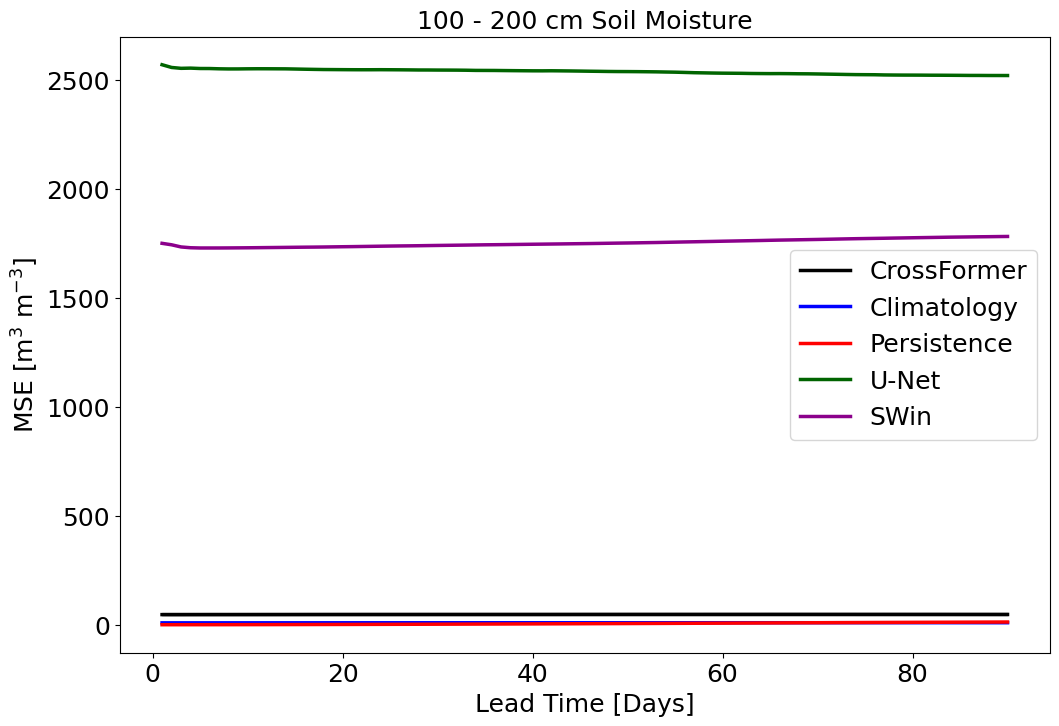 100 - 200 cm Soil Moisture
MSE [m³ m⁻³]
2500
2000
1500
1000
500
0
CrossFormer
Climatology
Persistence
U-Net
SWin
0 20 40 60 80
Lead Time [Days]